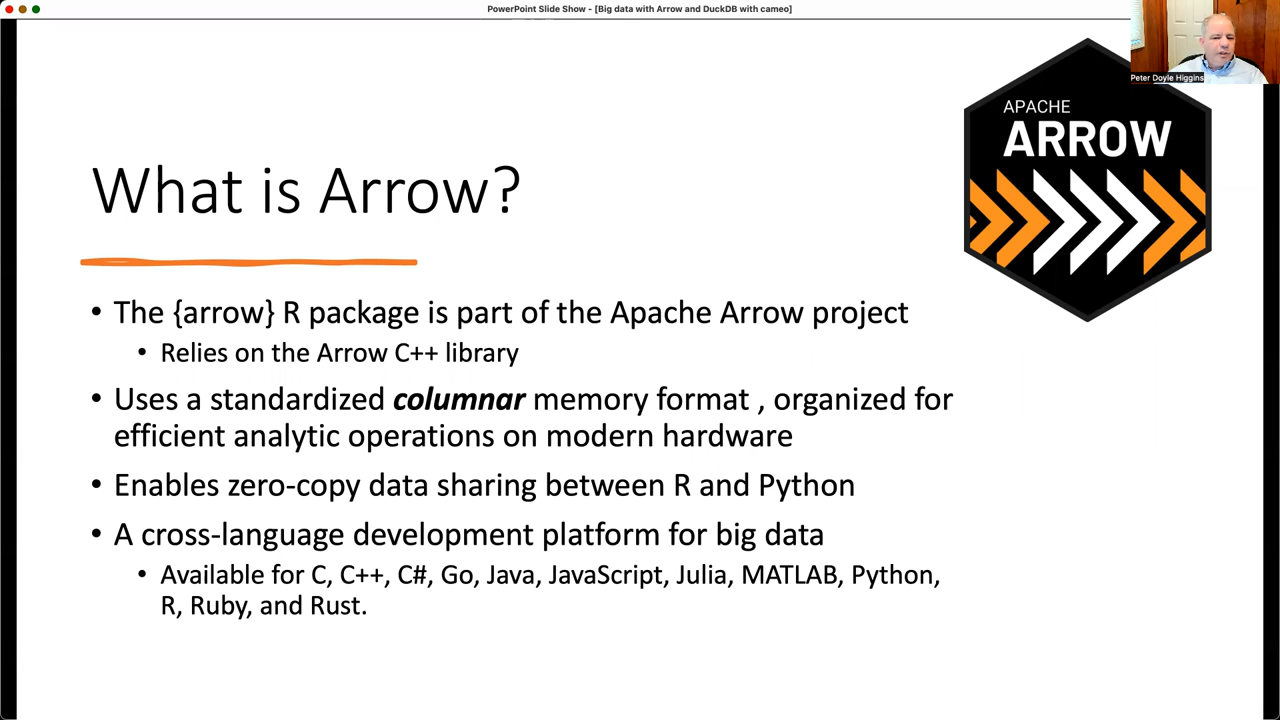 PowerPoint Slide Show - [Big data with Arrow and DuckDB with cameo]
Peter Doyle Higgins
APACHE
ARROW
What is Arrow?
• The {arrow} R package is part of the Apache Arrow project
• Relies on the Arrow C++ library
• Uses a standardized columnar memory format , organized for
efficient analytic operations on modern hardware
• Enables zero-copy data sharing between R and Python
• A cross-language development platform for big data
• Available for C, C++, C#, Go, Java, JavaScript, Julia, MATLAB, Python,
R, Ruby, and Rust.